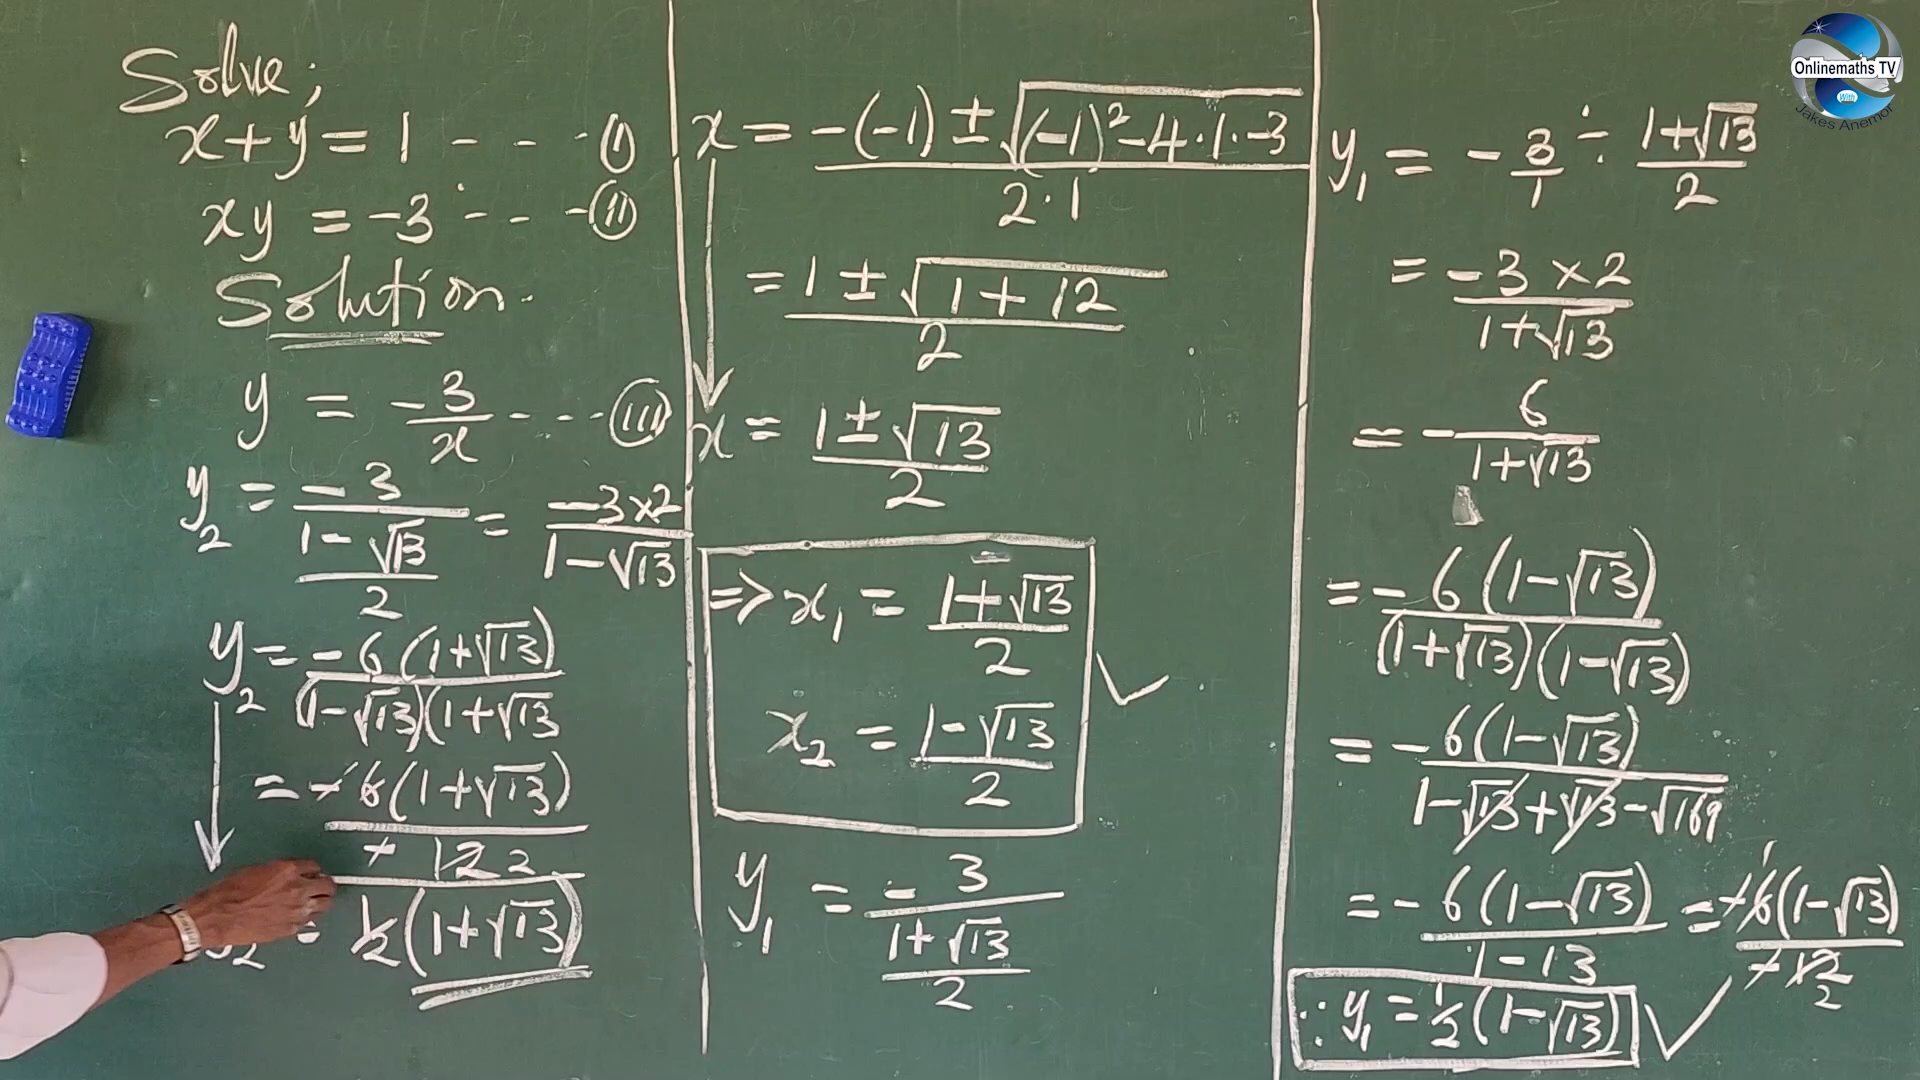 Solve;
x + y = 1 - - - (i)
xy = -3 - - - (ii)
Solution.
y = -3/x - - - (iii)
y₂ = -3/((1-√13)/2) = (-3×2)/(1-√13)
y₂ = -6(1+√13)/((1-√13)(1+√13
= -6(1+√13)/(-12) 2
y₂ = 1/2(1+√13)
x = (-(-1) ± √((-1)² - 4·1·-3))/(2·1)
= (1 ± √(1 + 12))/2
x = (1 ± √13)/2
⇒ x₁ = (1+√13)/2
x₂ = (1-√13)/2
y₁ = -3/((1+√13)/2)
y₁ = -3/1 ÷ (1+√13)/2
= (-3×2)/(1+√13)
= -6/(1+√13)
= -6(1-√13)/((1+√13)(1-√13))
= -6(1-√13)/(1-√13+√13-√169)
= -6(1-√13)/(1-13) = -6(1-√13)/(-12) 1 2
∴ y₁ = 1/2(1-√13)
Onlinemaths TV
With
Jakes Anemor